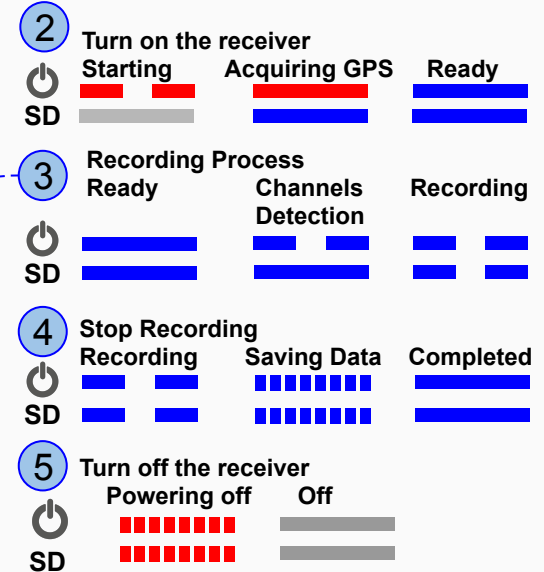 2
Turn on the receiver
Starting Acquiring GPS Ready
SD
3
Recording Process
Ready Channels Recording
Detection
SD
4
Stop Recording
Recording Saving Data Completed
SD
5
Turn off the receiver
Powering off Off
SD